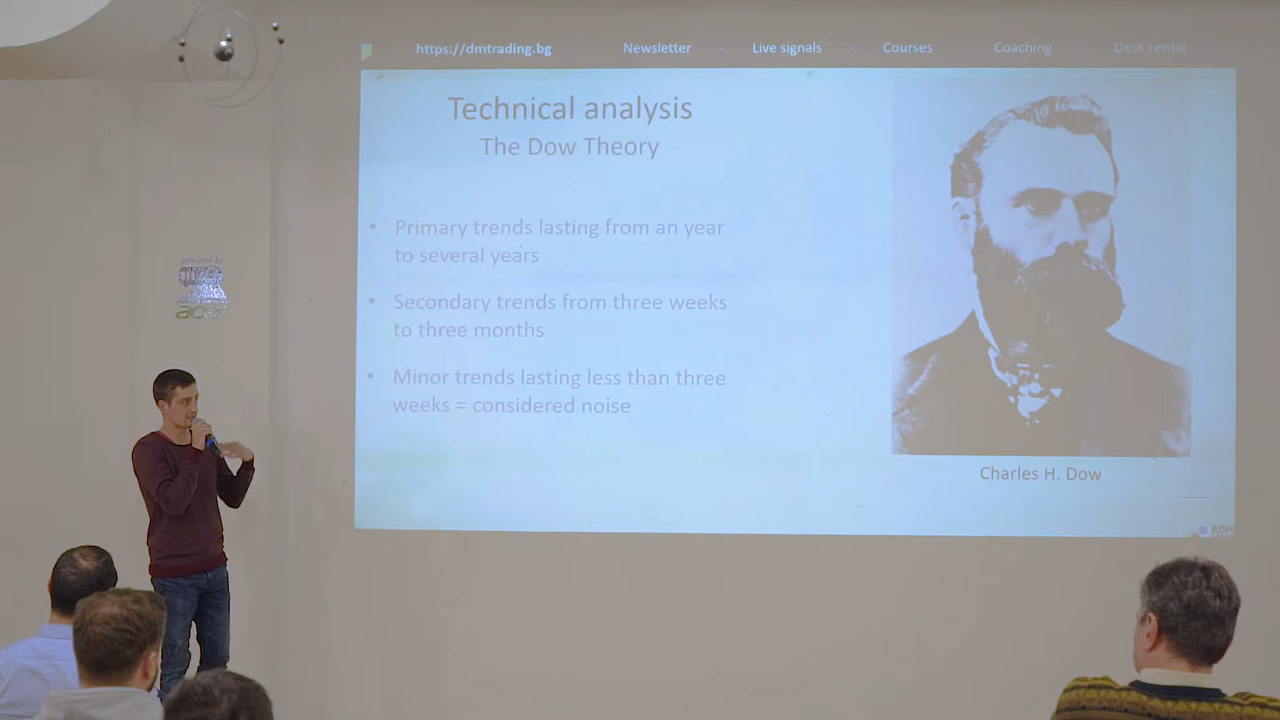 https://dmtrading.bg Newsletter - Live signals - Courses Coaching Desk rental
Technical analysis
The Dow Theory
• Primary trends lasting from an year
to several years
• Secondary trends from three weeks
to three months
• Minor trends lasting less than three
weeks = considered noise
Charles H. Dow
powered by